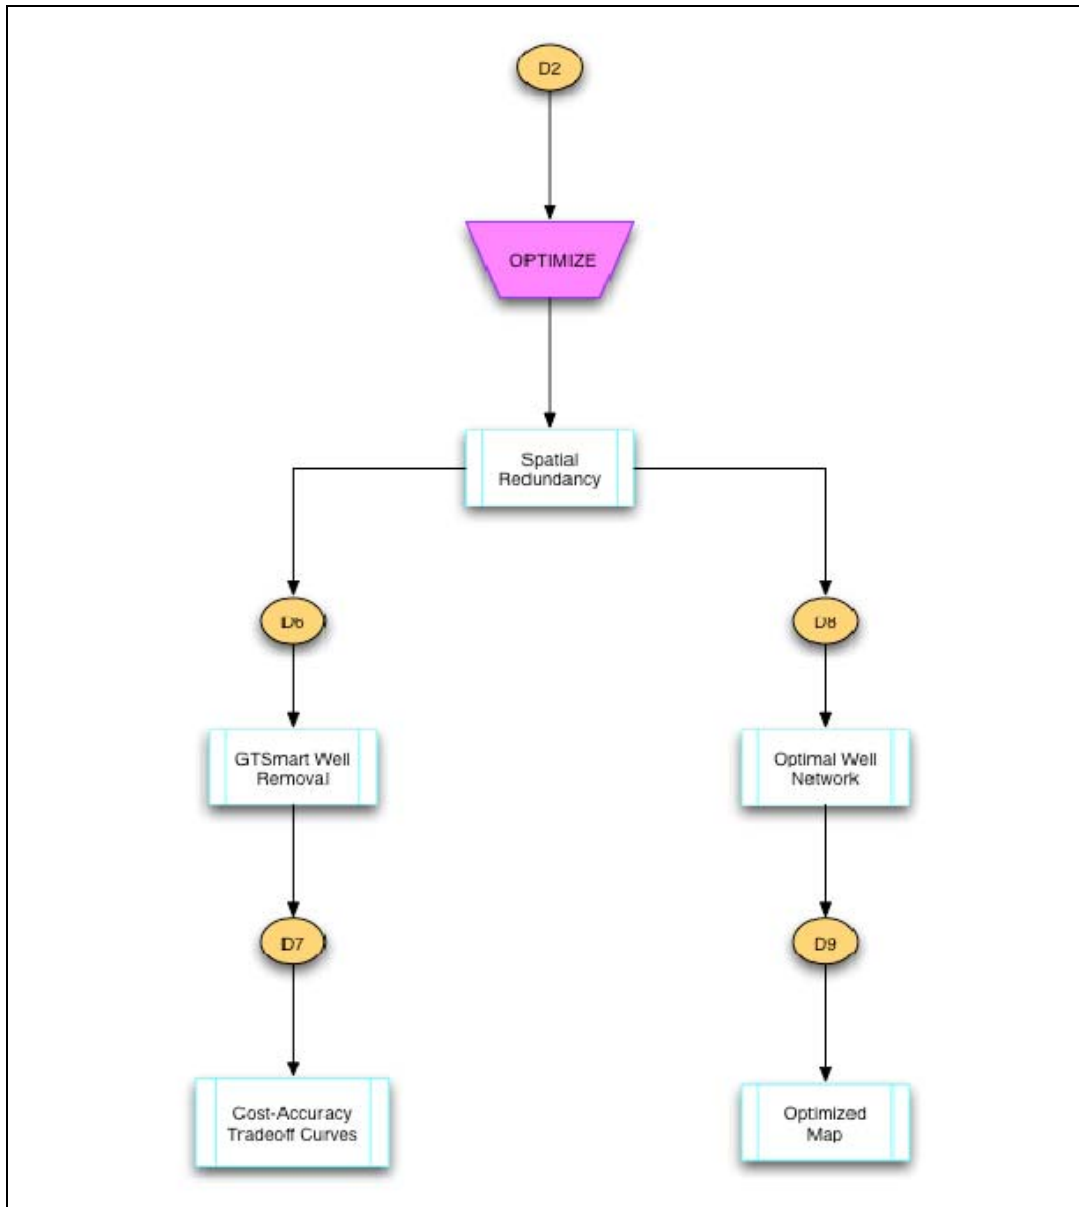 D2
OPTIMIZE
Spatial
Redundancy
D6
D8
GTSmart Well
Removal
Optimal Well
Network
D7
D9
Cost-Accuracy
Tradeoff Curves
Optimized
Map